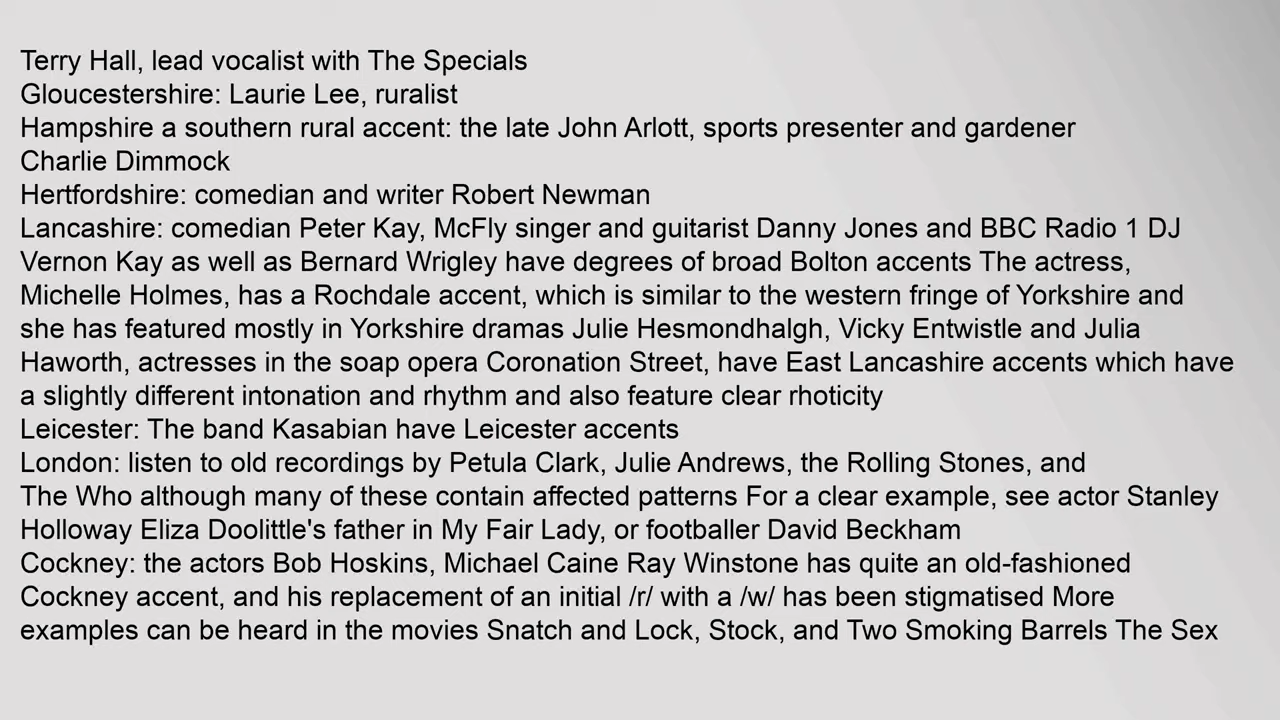 Terry Hall, lead vocalist with The Specials
Gloucestershire: Laurie Lee, ruralist
Hampshire a southern rural accent: the late John Arlott, sports presenter and gardener
Charlie Dimmock
Hertfordshire: comedian and writer Robert Newman
Lancashire: comedian Peter Kay, McFly singer and guitarist Danny Jones and BBC Radio 1 DJ
Vernon Kay as well as Bernard Wrigley have degrees of broad Bolton accents The actress,
Michelle Holmes, has a Rochdale accent, which is similar to the western fringe of Yorkshire and
she has featured mostly in Yorkshire dramas Julie Hesmondhalgh, Vicky Entwistle and Julia
Haworth, actresses in the soap opera Coronation Street, have East Lancashire accents which have
a slightly different intonation and rhythm and also feature clear rhoticity
Leicester: The band Kasabian have Leicester accents
London: listen to old recordings by Petula Clark, Julie Andrews, the Rolling Stones, and
The Who although many of these contain affected patterns For a clear example, see actor Stanley
Holloway Eliza Doolittle's father in My Fair Lady, or footballer David Beckham
Cockney: the actors Bob Hoskins, Michael Caine Ray Winstone has quite an old-fashioned
Cockney accent, and his replacement of an initial /r/ with a /w/ has been stigmatised More
examples can be heard in the movies Snatch and Lock, Stock, and Two Smoking Barrels The Sex